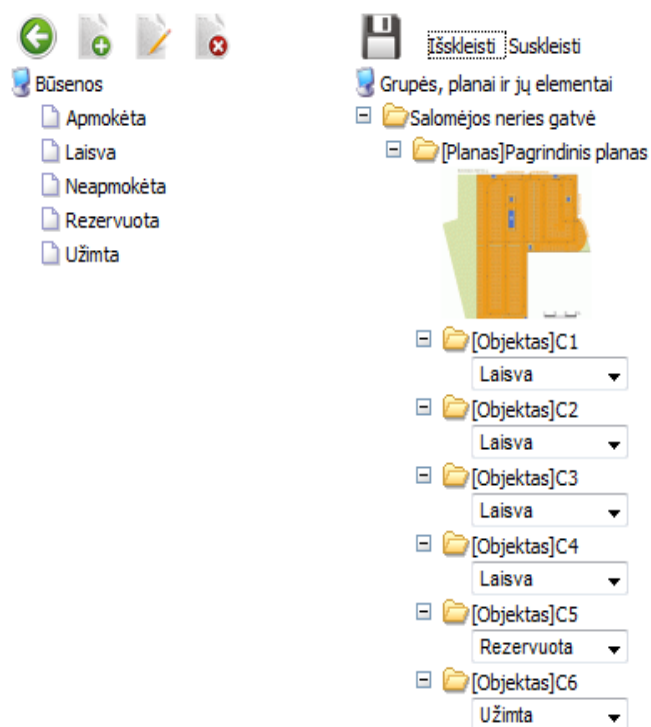 Išskleisti Suskleisti
Būsenos
Apmokėta
Laisva
Neapmokėta
Rezervuota
Užimta
Grupės, planai ir jų elementai
Salomėjos neries gatvė
[Planas]Pagrindinis planas
[Objektas]C1
Laisva
[Objektas]C2
Laisva
[Objektas]C3
Laisva
[Objektas]C4
Laisva
[Objektas]C5
Rezervuota
[Objektas]C6
Užimta